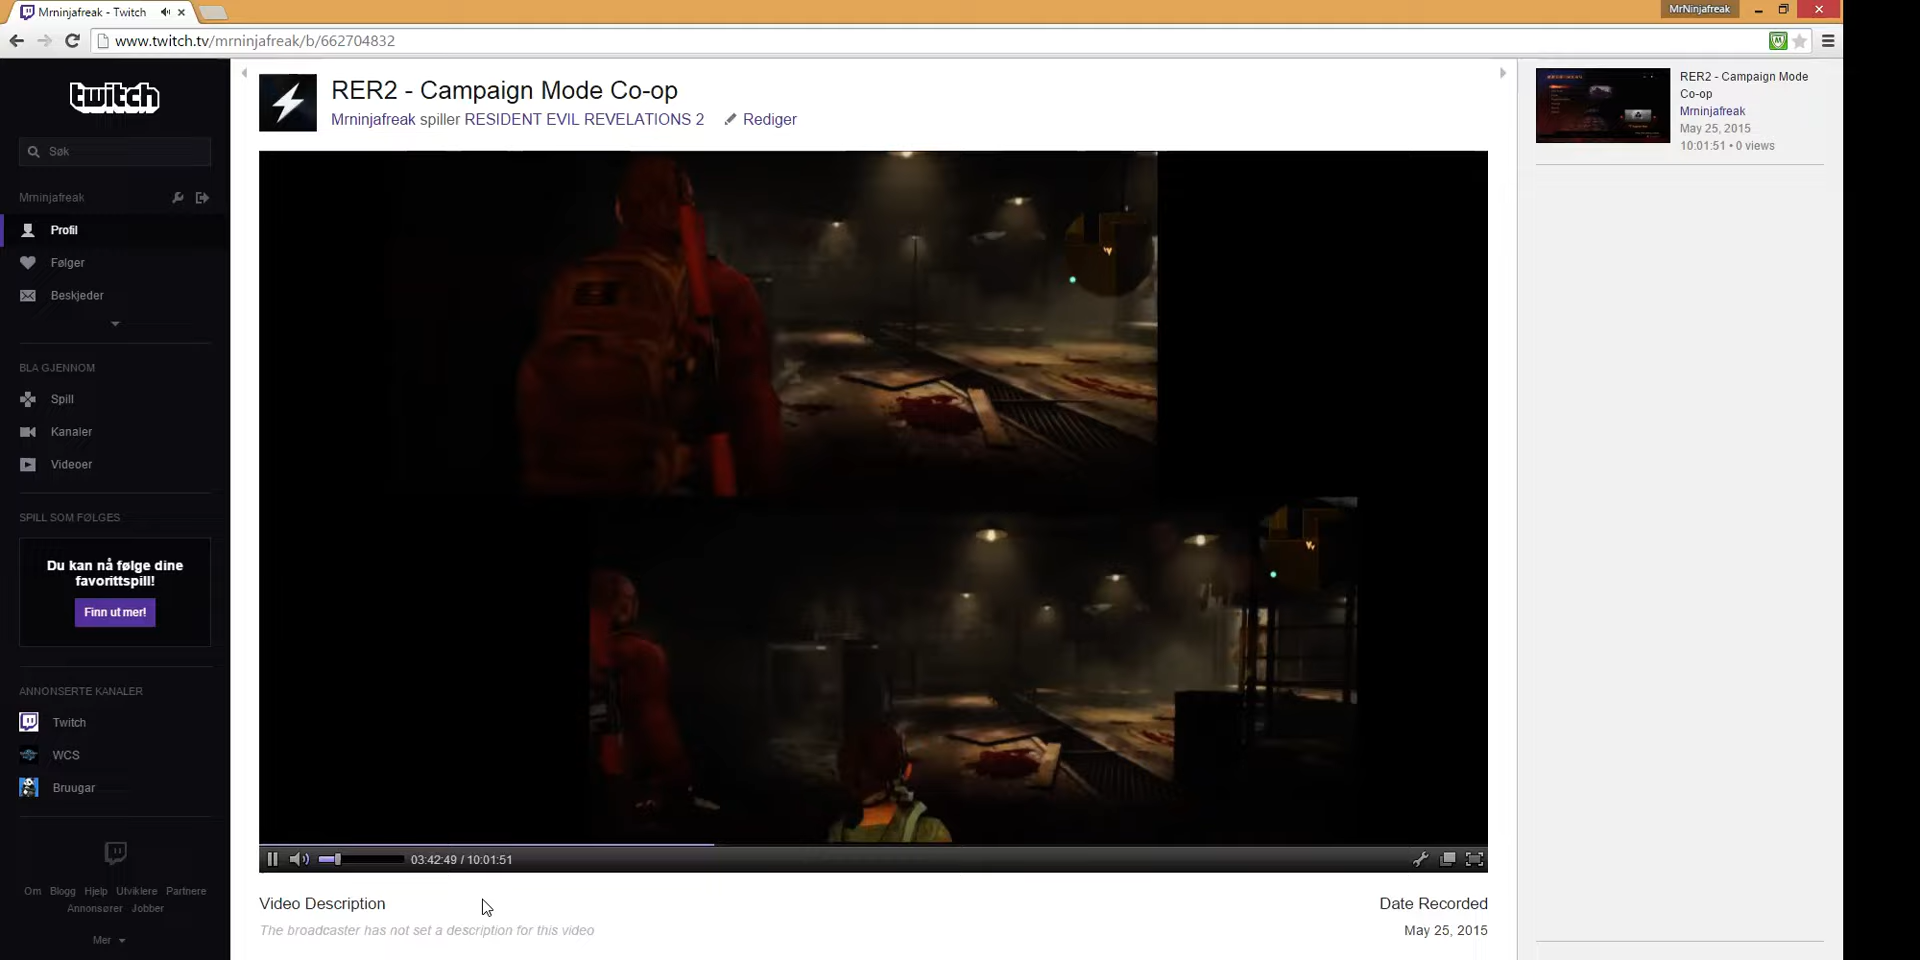 Mrninjafreak - Twitch
MrNinjafreak
www.twitch.tv/mrninjafreak/b/662704832
twitch
Søk
Mrninjafreak
Profil
Følger
Beskjeder
BLA GJENNOM
Spill
Kanaler
Videoer
SPILL SOM FØLGES
Du kan nå følge dine
favorittspill!
Finn ut mer!
ANNONSERTE KANALER
Twitch
WCS
Bruugar
Om Blogg Hjelp Utviklere Partnere
Annonsører Jobber
Mer
RER2 - Campaign Mode Co-op
Mrninjafreak spiller RESIDENT EVIL REVELATIONS 2 Rediger
03:42:49 / 10:01:51
Video Description
The broadcaster has not set a description for this video
Date Recorded
May 25, 2015
RER2 - Campaign Mode
Co-op
Mrninjafreak
May 25, 2015
10:01:51 • 0 views